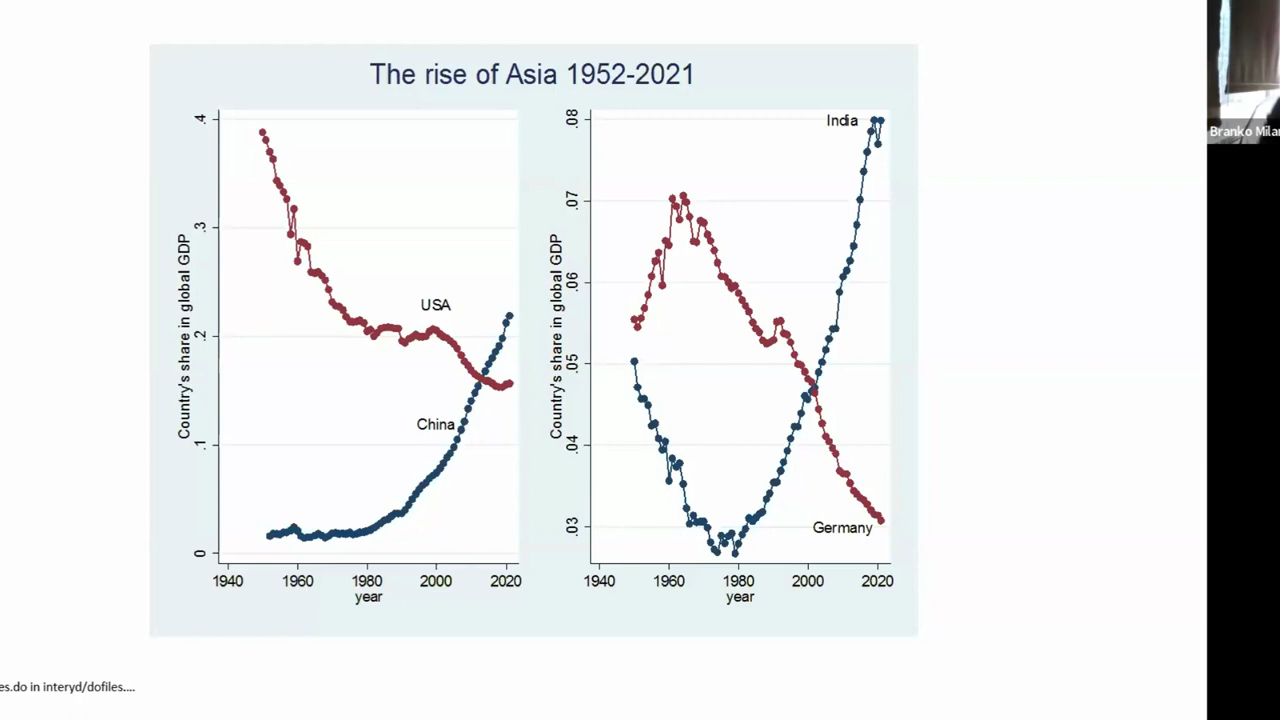 The rise of Asia 1952-2021
Country's share in global GDP
.4
.3
.2
.1
0
USA
China
1940
1960
1980
2000
2020
year
Country's share in global GDP
.08
.07
.06
.05
.04
.03
India
Germany
1940
1960
1980
2000
2020
year
Branko Milan
es.do in interyd/dofiles....